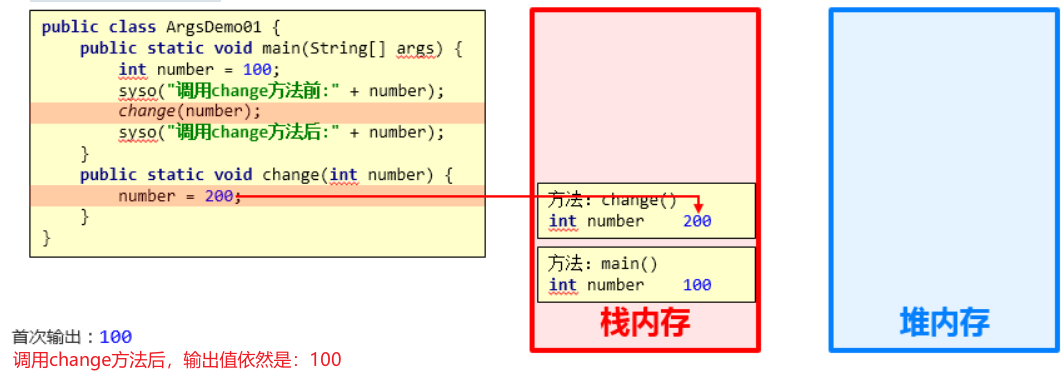 public class ArgsDemo01 {
public static void main(String[] args) {
int number = 100;
syso("调用change方法前:" + number);
change(number);
syso("调用change方法后:" + number);
}
public static void change(int number) {
number = 200;
}
}
方法: change()
int number 200
方法: main()
int number 100
栈内存
堆内存
首次输出：100
调用change方法后，输出值依然是：100